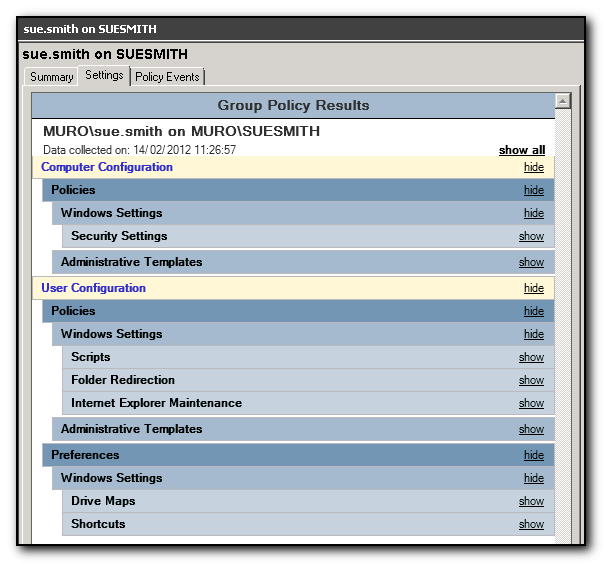 sue.smith on SUESMITH
sue.smith on SUESMITH
Summary Settings Policy Events
Group Policy Results
MURO\sue.smith on MURO\SUESMITH
Data collected on: 14/02/2012 11:26:57 show all
Computer Configuration hide
Policies hide
Windows Settings hide
Security Settings show
Administrative Templates show
User Configuration hide
Policies hide
Windows Settings hide
Scripts show
Folder Redirection show
Internet Explorer Maintenance show
Administrative Templates show
Preferences hide
Windows Settings hide
Drive Maps show
Shortcuts show